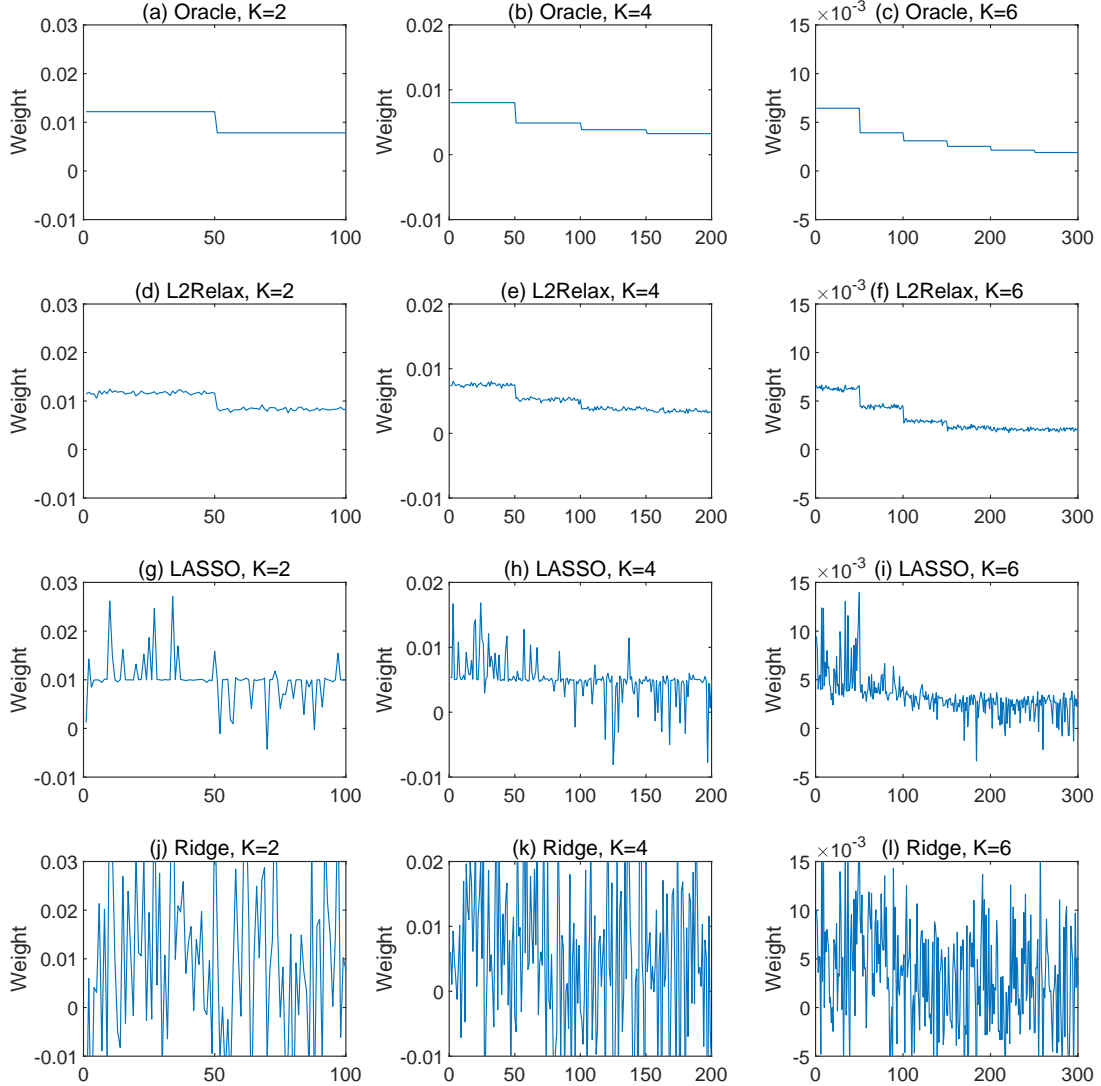 (a) Oracle, K=2
0.03
0.02
0.01
0
-0.01
Weight
0 50 100
(b) Oracle, K=4
0.02
0.01
0
-0.01
Weight
0 50 100 150 200
×10⁻³ (c) Oracle, K=6
15
10
5
0
-5
Weight
0 100 200 300
(d) L2Relax, K=2
0.03
0.02
0.01
0
-0.01
Weight
0 50 100
(e) L2Relax, K=4
0.02
0.01
0
-0.01
Weight
0 50 100 150 200
×10⁻³ (f) L2Relax, K=6
15
10
5
0
-5
Weight
0 100 200 300
(g) LASSO, K=2
0.03
0.02
0.01
0
-0.01
Weight
0 50 100
(h) LASSO, K=4
0.02
0.01
0
-0.01
Weight
0 50 100 150 200
×10⁻³ (i) LASSO, K=6
15
10
5
0
-5
Weight
0 100 200 300
(j) Ridge, K=2
0.03
0.02
0.01
0
-0.01
Weight
0 50 100
(k) Ridge, K=4
0.02
0.01
0
-0.01
Weight
0 50 100 150 200
×10⁻³ (l) Ridge, K=6
15
10
5
0
-5
Weight
0 100 200 300